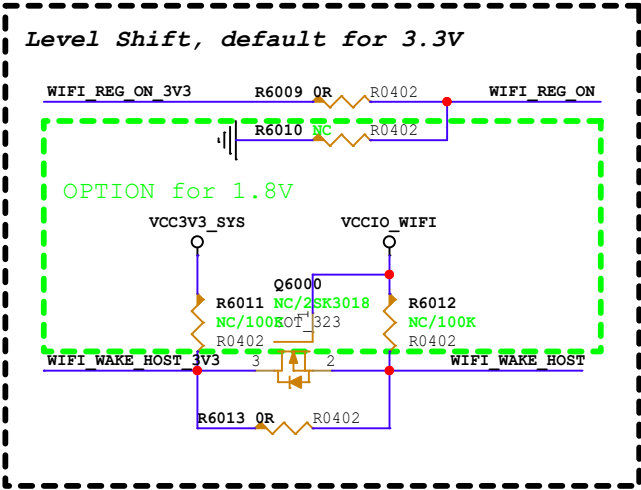 Level Shift, default for 3.3V
WIFI_REG_ON_3V3 R6009 0R R0402 WIFI_REG_ON
R6010 NC R0402
OPTION for 1.8V
VCC3V3_SYS VCCIO_WIFI
Q6000
R6011 NC/2SK3018 R6012
NC/100K SOT_323 NC/100K
1
R0402 R0402
WIFI_WAKE_HOST_3V3 3 2 WIFI_WAKE_HOST
R6013 0R R0402